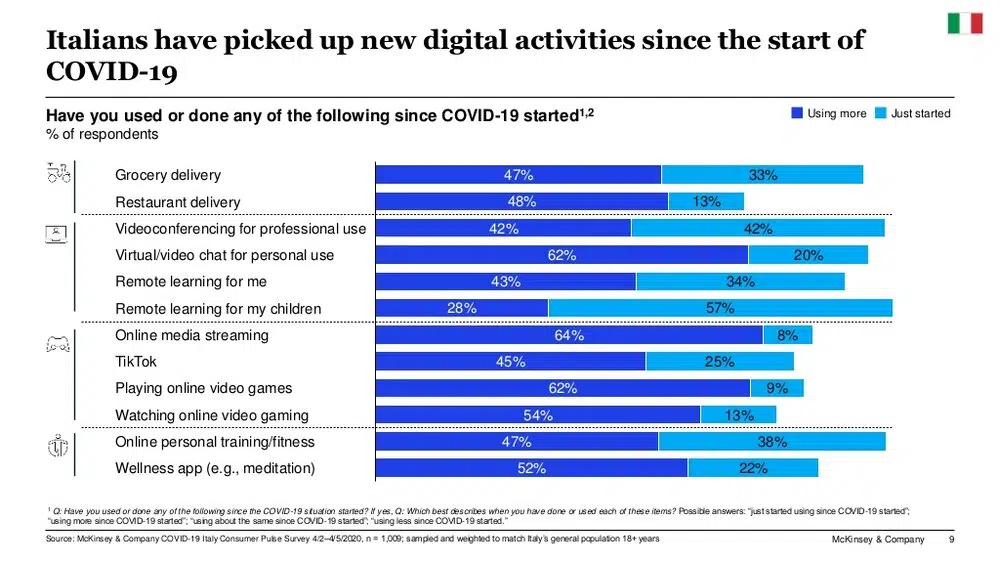 Italians have picked up new digital activities since the start of
COVID-19
Have you used or done any of the following since COVID-19 started1,2
% of respondents
Using more
Just started
Grocery delivery 47% 33%
Restaurant delivery 48% 13%
Videoconferencing for professional use 42% 42%
Virtual/video chat for personal use 62% 20%
Remote learning for me 43% 34%
Remote learning for my children 28% 57%
Online media streaming 64% 8%
TikTok 45% 25%
Playing online video games 62% 9%
Watching online video gaming 54% 13%
Online personal training/fitness 47% 38%
Wellness app (e.g., meditation) 52% 22%
1 Q: Have you used or done any of the following since the COVID-19 situation started? If yes, Q: Which best describes when you have done or used each of these items? Possible answers: “just started using since COVID-19 started”;
“using more since COVID-19 started”; “using about the same since COVID-19 started”; “using less since COVID-19 started.”
Source: McKinsey & Company COVID-19 Italy Consumer Pulse Survey 4/2–4/5/2020, n = 1,009; sampled and weighted to match Italy's general population 18+ years
McKinsey & Company 9